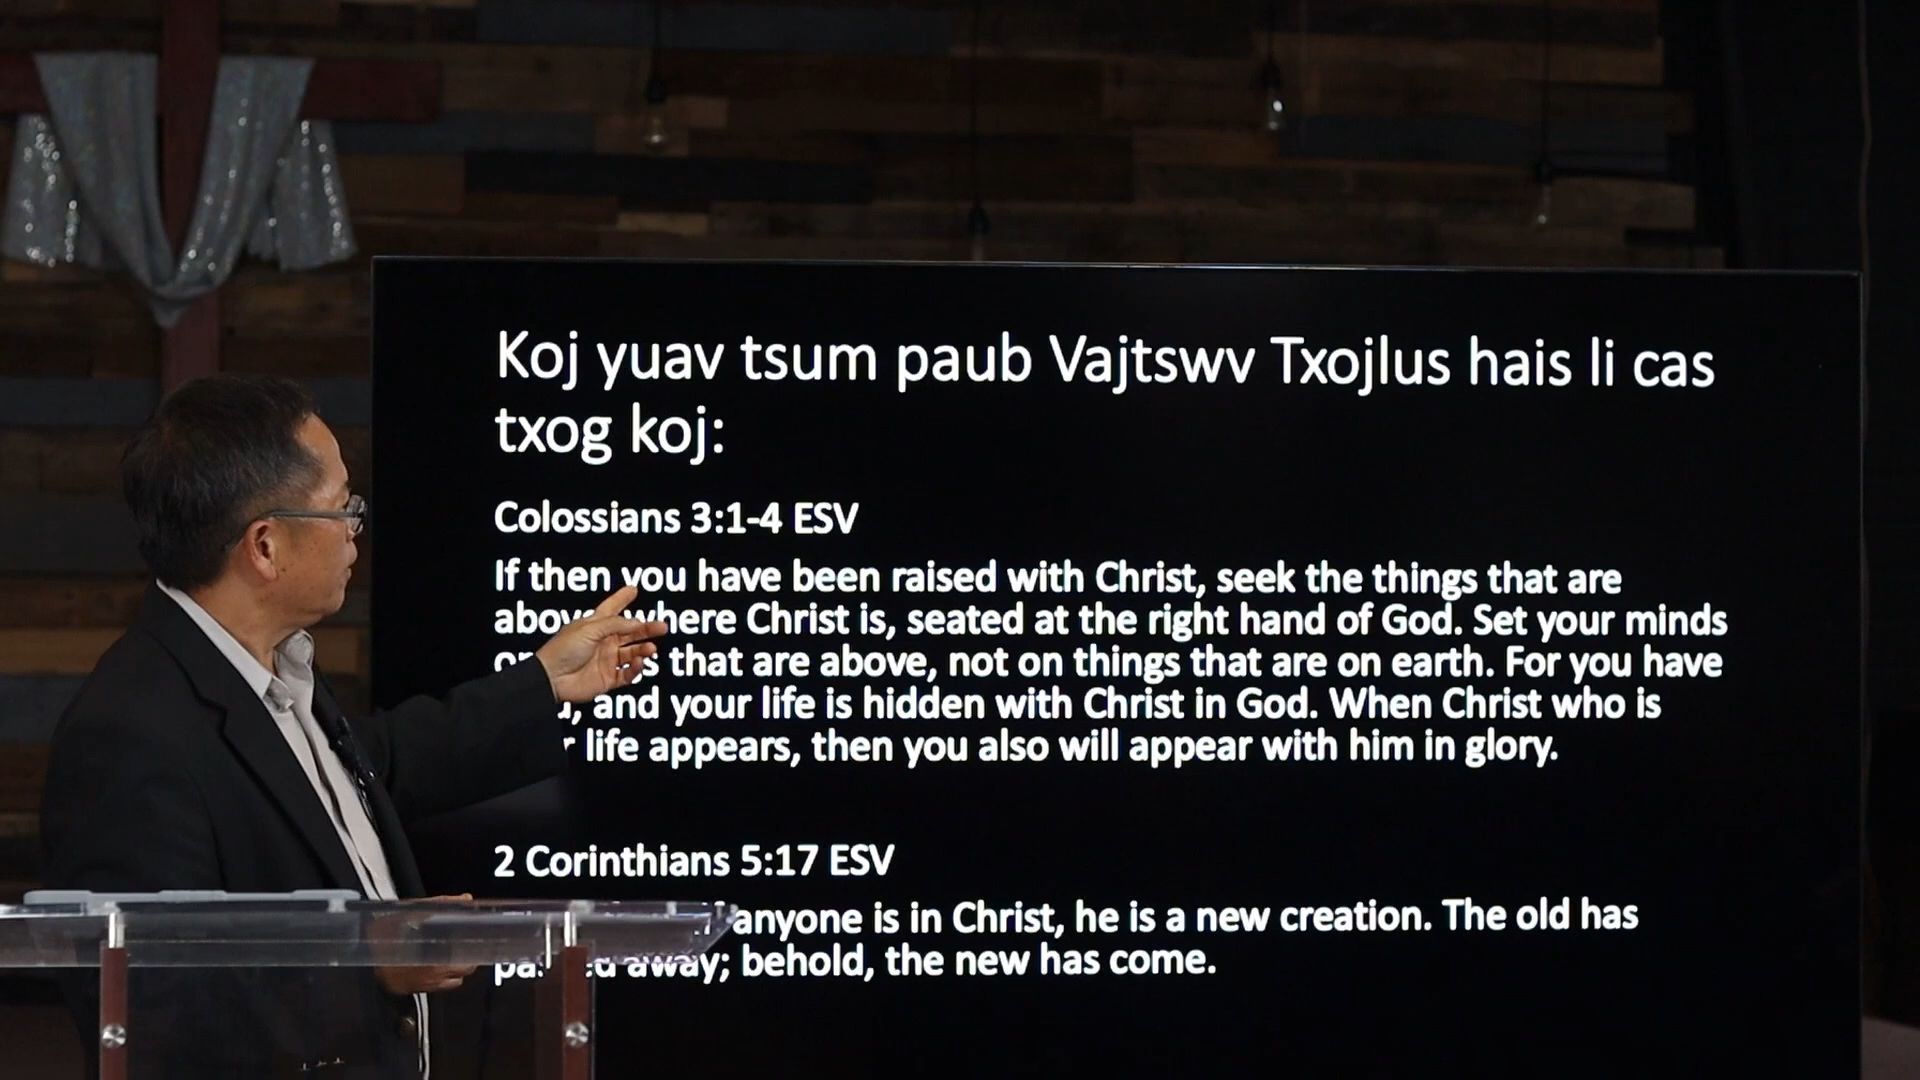 Koj yuav tsum paub Vajtswv Txojlus hais li cas
txog koj:
Colossians 3:1-4 ESV
If then you have been raised with Christ, seek the things that are
above where Christ is, seated at the right hand of God. Set your minds
that are above, not on things that are on earth. For you have
and your life is hidden with Christ in God. When Christ who is
life appears, then you also will appear with him in glory.
2 Corinthians 5:17 ESV
anyone is in Christ, he is a new creation. The old has
passed away; behold, the new has come.